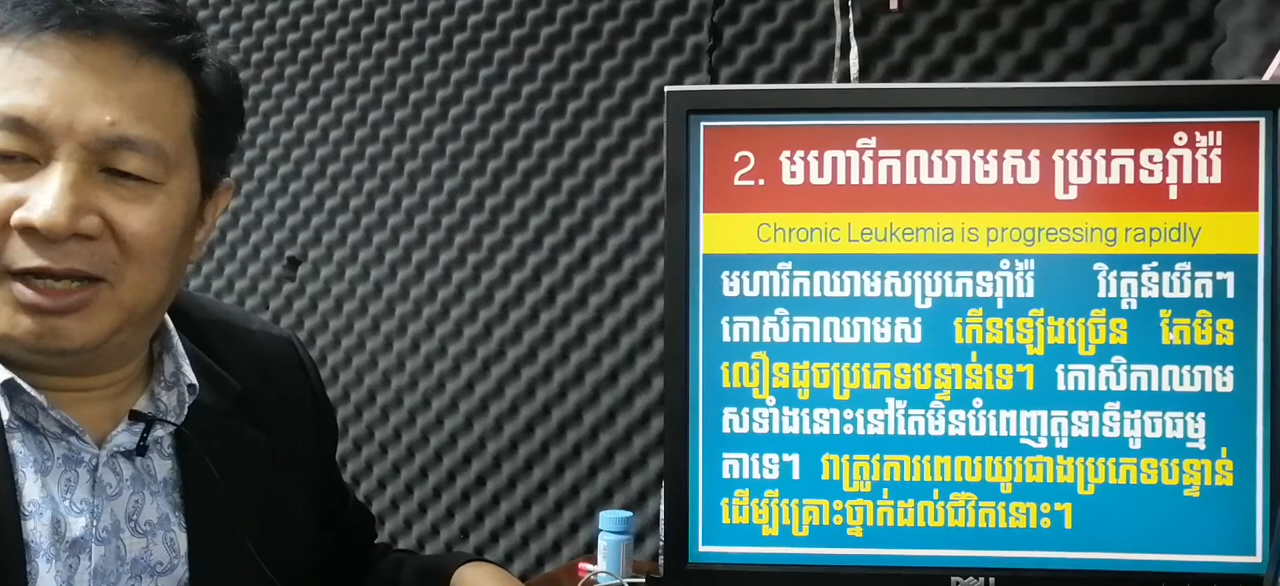 2. មហារីកឈាមស ប្រភេទរ៉ាំរ៉ៃ
Chronic Leukemia is progressing rapidly
មហារីកឈាមសប្រភេទរ៉ាំរ៉ៃ វិវត្តន៍យឺតៗ
កោសិកាឈាមស កើនឡើងច្រើន តែមិន
លឿនដូចប្រភេទបន្ទាន់ទេ។ កោសិកាឈាម
សទាំងនោះនៅតែមិនបំពេញតួនាទីដូចធម្ម
តាទេ។ វាត្រូវការពេលយូរជាងប្រភេទបន្ទាន់
ដើម្បីគ្រោះថ្នាក់ដល់ជីវិតនោះៗ
DELL